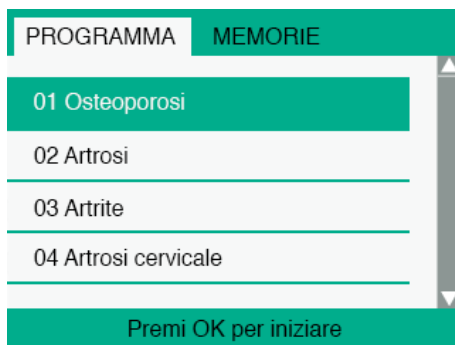 PROGRAMMA MEMORIE
01 Osteoporosi
02 Artrosi
03 Artrite
04 Artrosi cervicale
Premi OK per iniziare